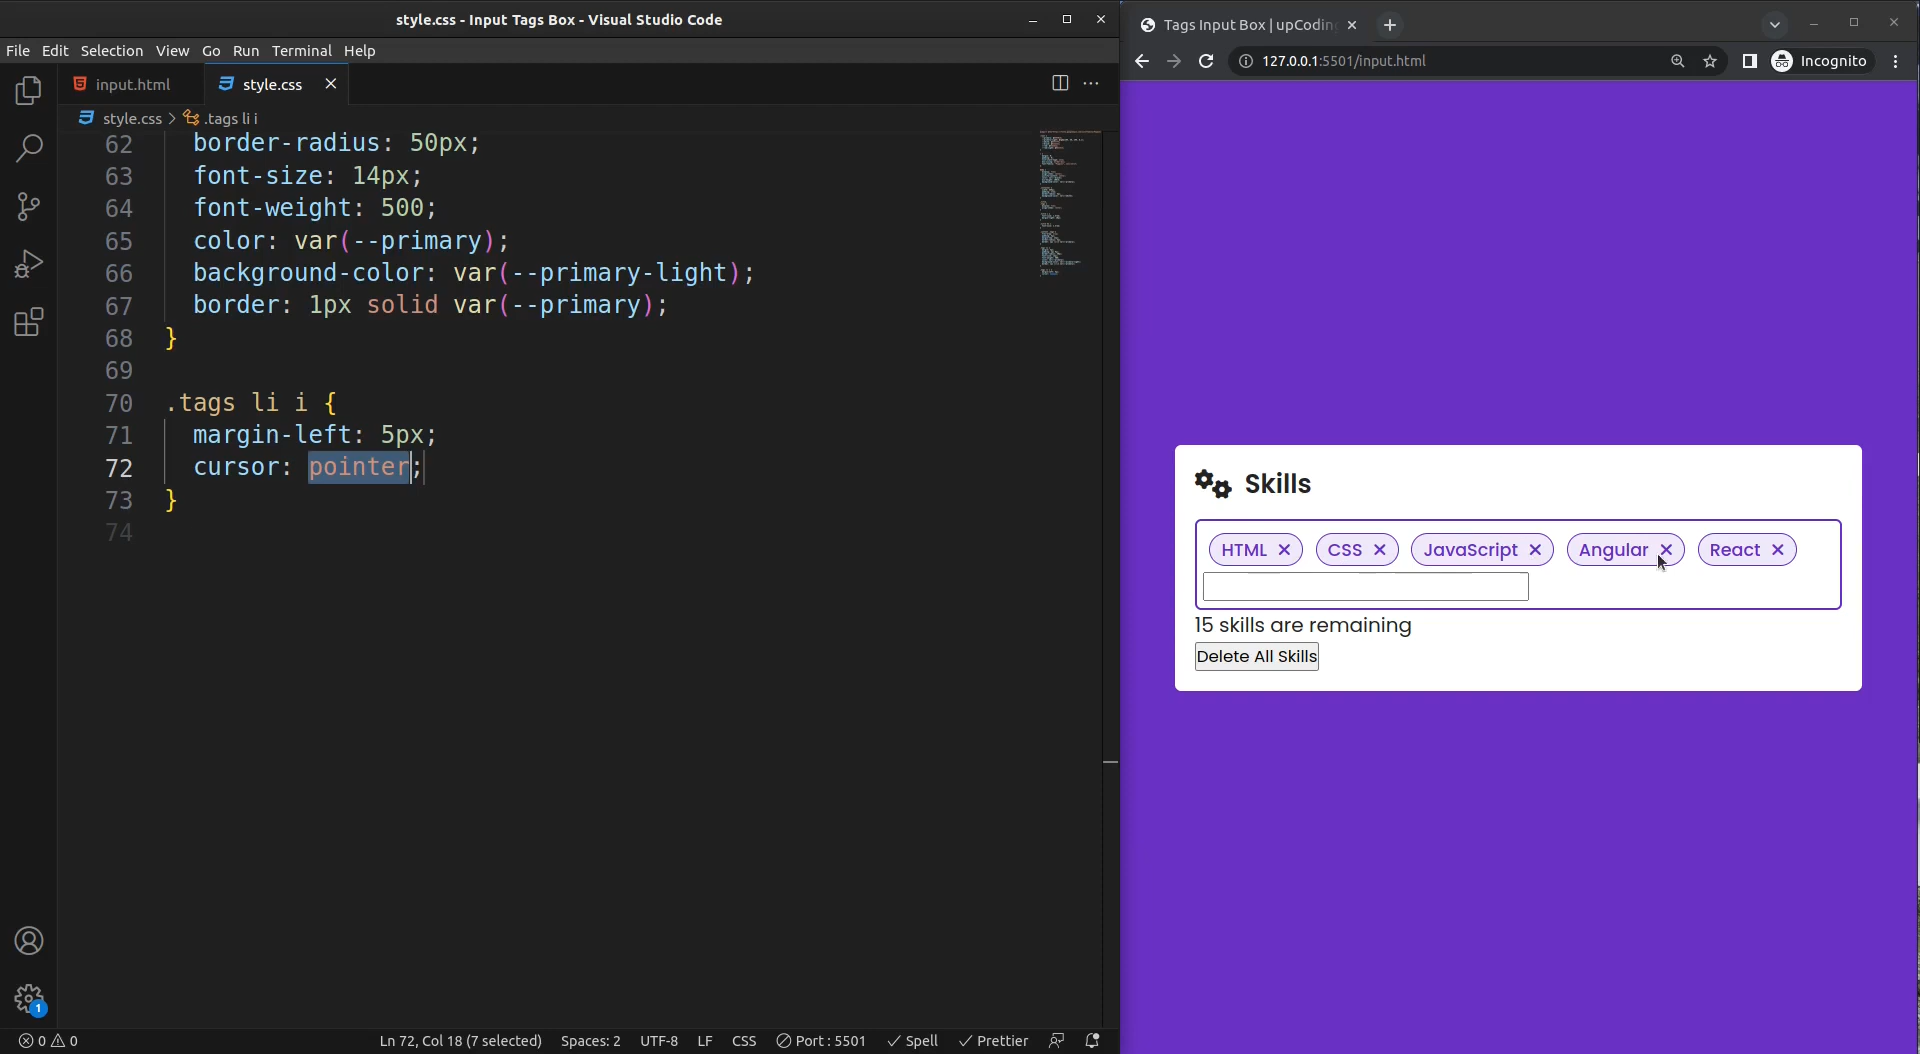 style.css - Input Tags Box - Visual Studio Code
File Edit Selection View Go Run Terminal Help
input.html
style.css
style.css > .tags li i
62 border-radius: 50px;
63 font-size: 14px;
64 font-weight: 500;
65 color: var(--primary);
66 background-color: var(--primary-light);
67 border: 1px solid var(--primary);
68 }
69
70 .tags li i {
71 margin-left: 5px;
72 cursor: pointer;
73 }
74
1
0 0
Ln 72, Col 18 (7 selected) Spaces: 2 UTF-8 LF CSS Port : 5501 Spell Prettier
Tags Input Box | upCoding
127.0.0.1:5501/input.html
Incognito
Skills
HTML CSS JavaScript Angular React
15 skills are remaining
Delete All Skills